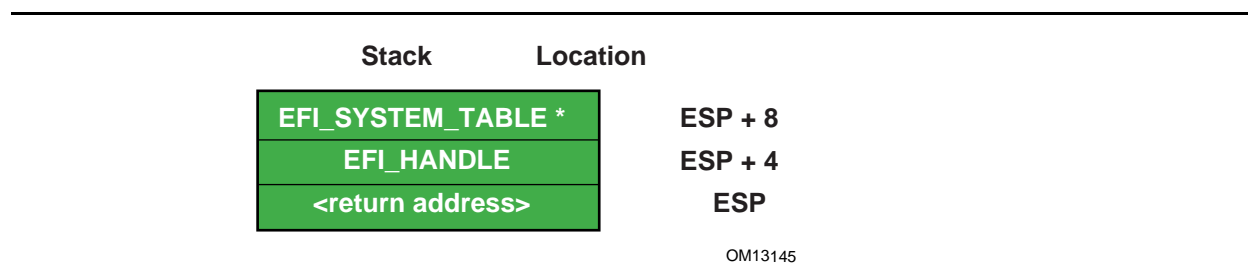 Stack Location
EFI_SYSTEM_TABLE * ESP + 8
EFI_HANDLE ESP + 4
<return address> ESP
OM13145